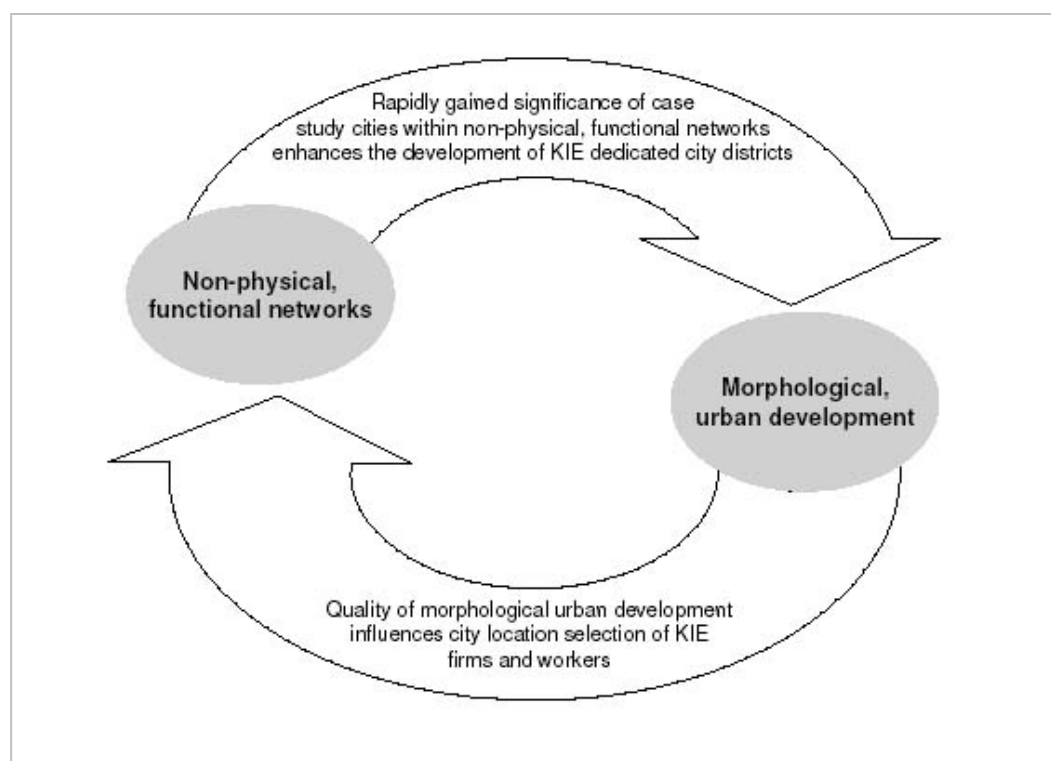 Rapidly gained significance of case
study cities within non-physical, functional networks
enhances the development of KIE dedicated city districts
Non-physical,
functional networks
Morphological,
urban development
Quality of morphological urban development
influences city location selection of KIE
firms and workers